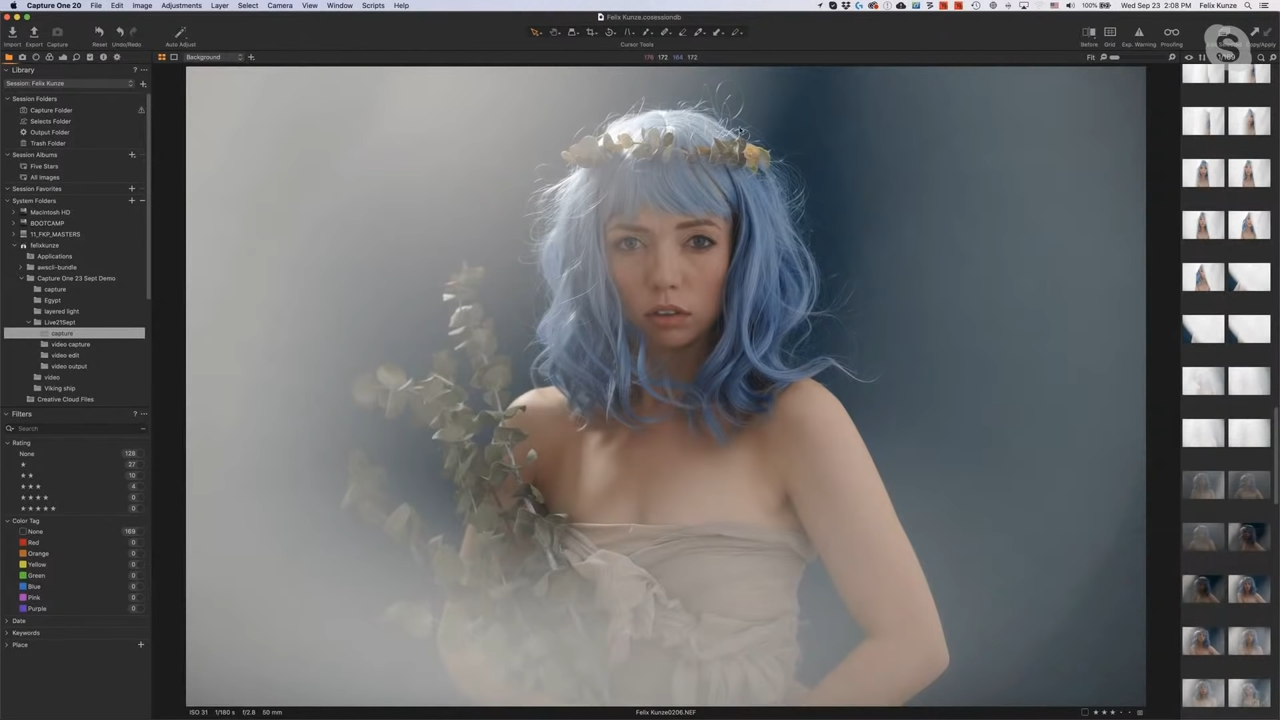 Capture One 20 File Edit Image Adjustments Layer Select Camera View Window Scripts Help 100% Wed Sep 23 2:08 PM Felix Kunze
Felix Kunze.cosessiondb
Import Export Capture Reset Undo/Redo Auto Adjust Cursor Tools Before Grid Exp. Warning Proofing Copy/Apply
Background Fit 176 172 164 172 1/169
Library
Session: Felix Kunze
Session Folders
Capture Folder
Selects Folder
Output Folder
Trash Folder
Session Albums
Five Stars
All Images
Session Favorites
System Folders
Macintosh HD
BOOTCAMP
11_FKP_MASTERS
felixkunze
Applications
awscli-bundle
Capture One 23 Sept Demo
capture
Egypt
layered light
Live21Sept
capture
video capture
video edit
video output
video
Viking ship
Creative Cloud Files
Filters
Search
Rating
None 128
27
10
4
0
0
Color Tag
None 169
Red 0
Orange 0
Yellow 0
Green 0
Blue 0
Pink 0
Purple 0
Date
Keywords
Place
ISO 31 1/180 s f/2.8 50 mm Felix Kunze0206.NEF